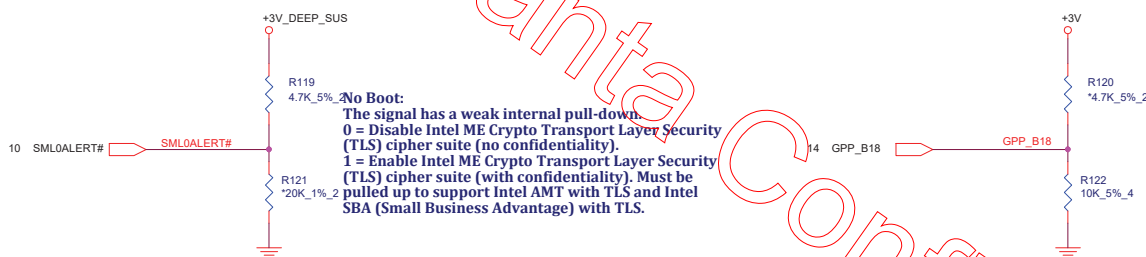 +3V_DEEP_SUS
R119
4.7K_5%_2
10 SML0ALERT#
SML0ALERT#
R121
*20K_1%_2
No Boot:
The signal has a weak internal pull-down.
0 = Disable Intel ME Crypto Transport Layer Security
(TLS) cipher suite (no confidentiality).
1 = Enable Intel ME Crypto Transport Layer Security
(TLS) cipher suite (with confidentiality). Must be
pulled up to support Intel AMT with TLS and Intel
SBA (Small Business Advantage) with TLS.
+3V
R120
*4.7K_5%_2
14 GPP_B18
GPP_B18
R122
10K_5%_4